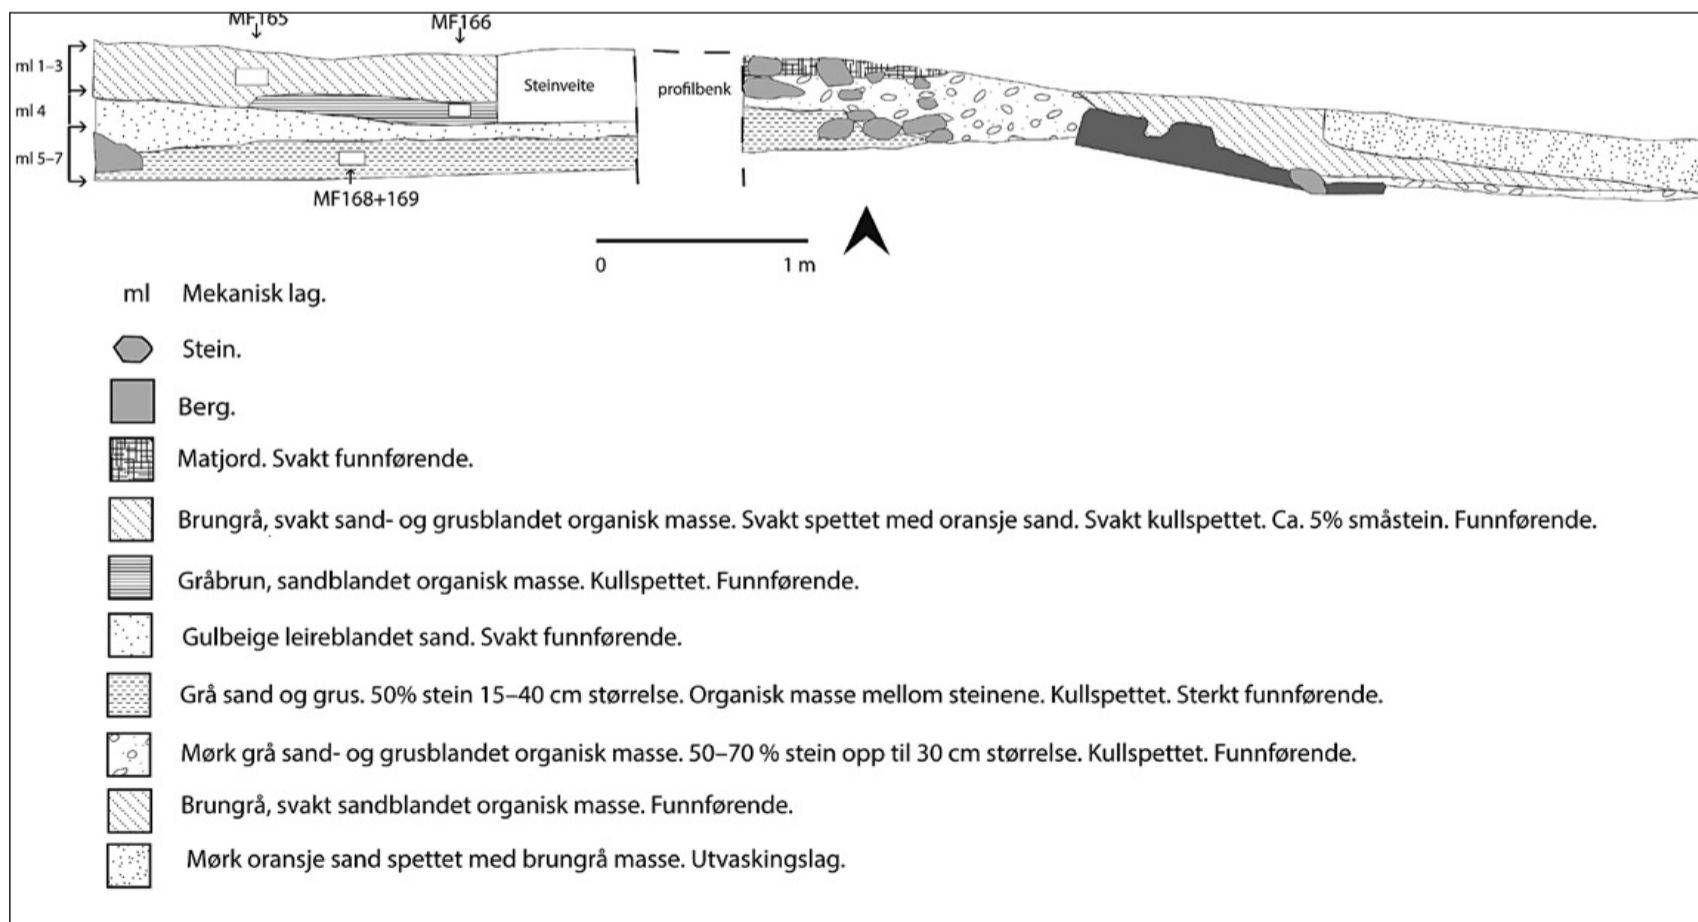 MF165
MF166
ml 1–3
Steinveite
profilbenk
ml 4
ml 5–7
MF168+169
0
1 m
ml Mekanisk lag.
Stein.
Berg.
Matjord. Svakt funnførende.
Brungrå, svakt sand- og grusblandet organisk masse. Svakt spettet med oransje sand. Svakt kullspettet. Ca. 5% småstein. Funnførende.
Gråbrun, sandblandet organisk masse. Kullspettet. Funnførende.
Gulbeige leireblandet sand. Svakt funnførende.
Grå sand og grus. 50% stein 15–40 cm størrelse. Organisk masse mellom steinene. Kullspettet. Sterkt funnførende.
Mørk grå sand- og grusblandet organisk masse. 50–70 % stein opp til 30 cm størrelse. Kullspettet. Funnførende.
Brungrå, svakt sandblandet organisk masse. Funnførende.
Mørk oransje sand spettet med brungrå masse. Utvaskingslag.